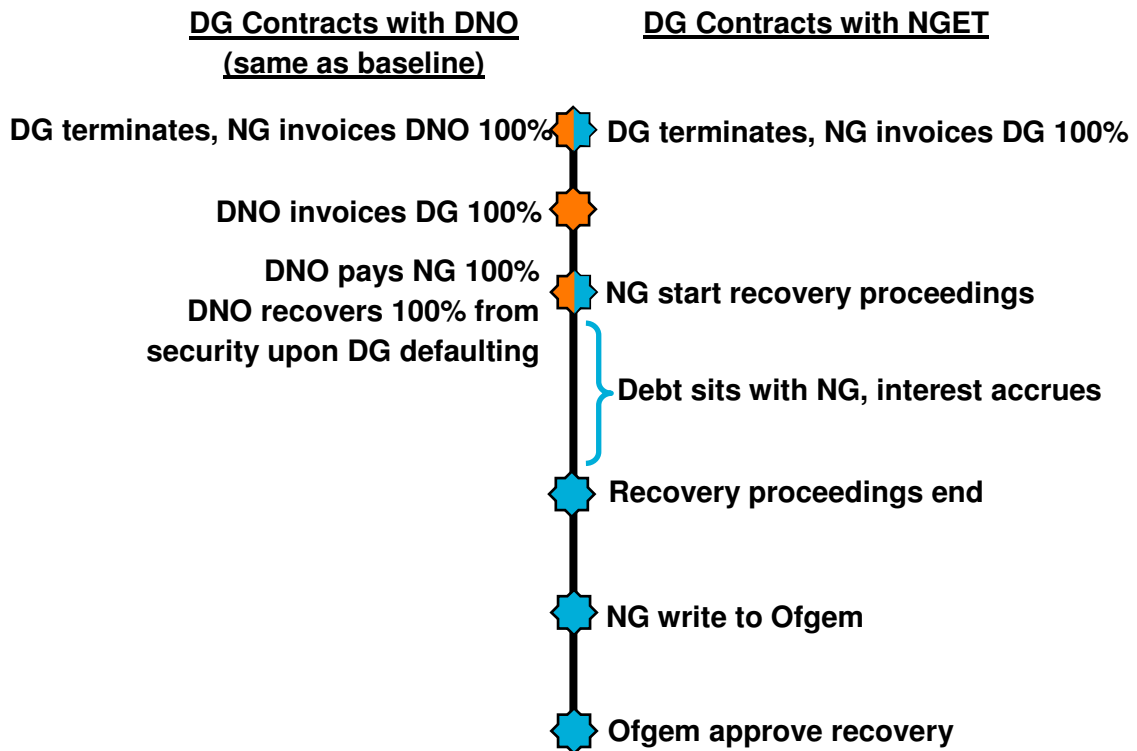 DG Contracts with DNO
(same as baseline)
DG Contracts with NGET
DG terminates, NG invoices DNO 100%
DG terminates, NG invoices DG 100%
DNO invoices DG 100%
DNO pays NG 100%
DNO recovers 100% from
security upon DG defaulting
NG start recovery proceedings
Debt sits with NG, interest accrues
Recovery proceedings end
NG write to Ofgem
Ofgem approve recovery